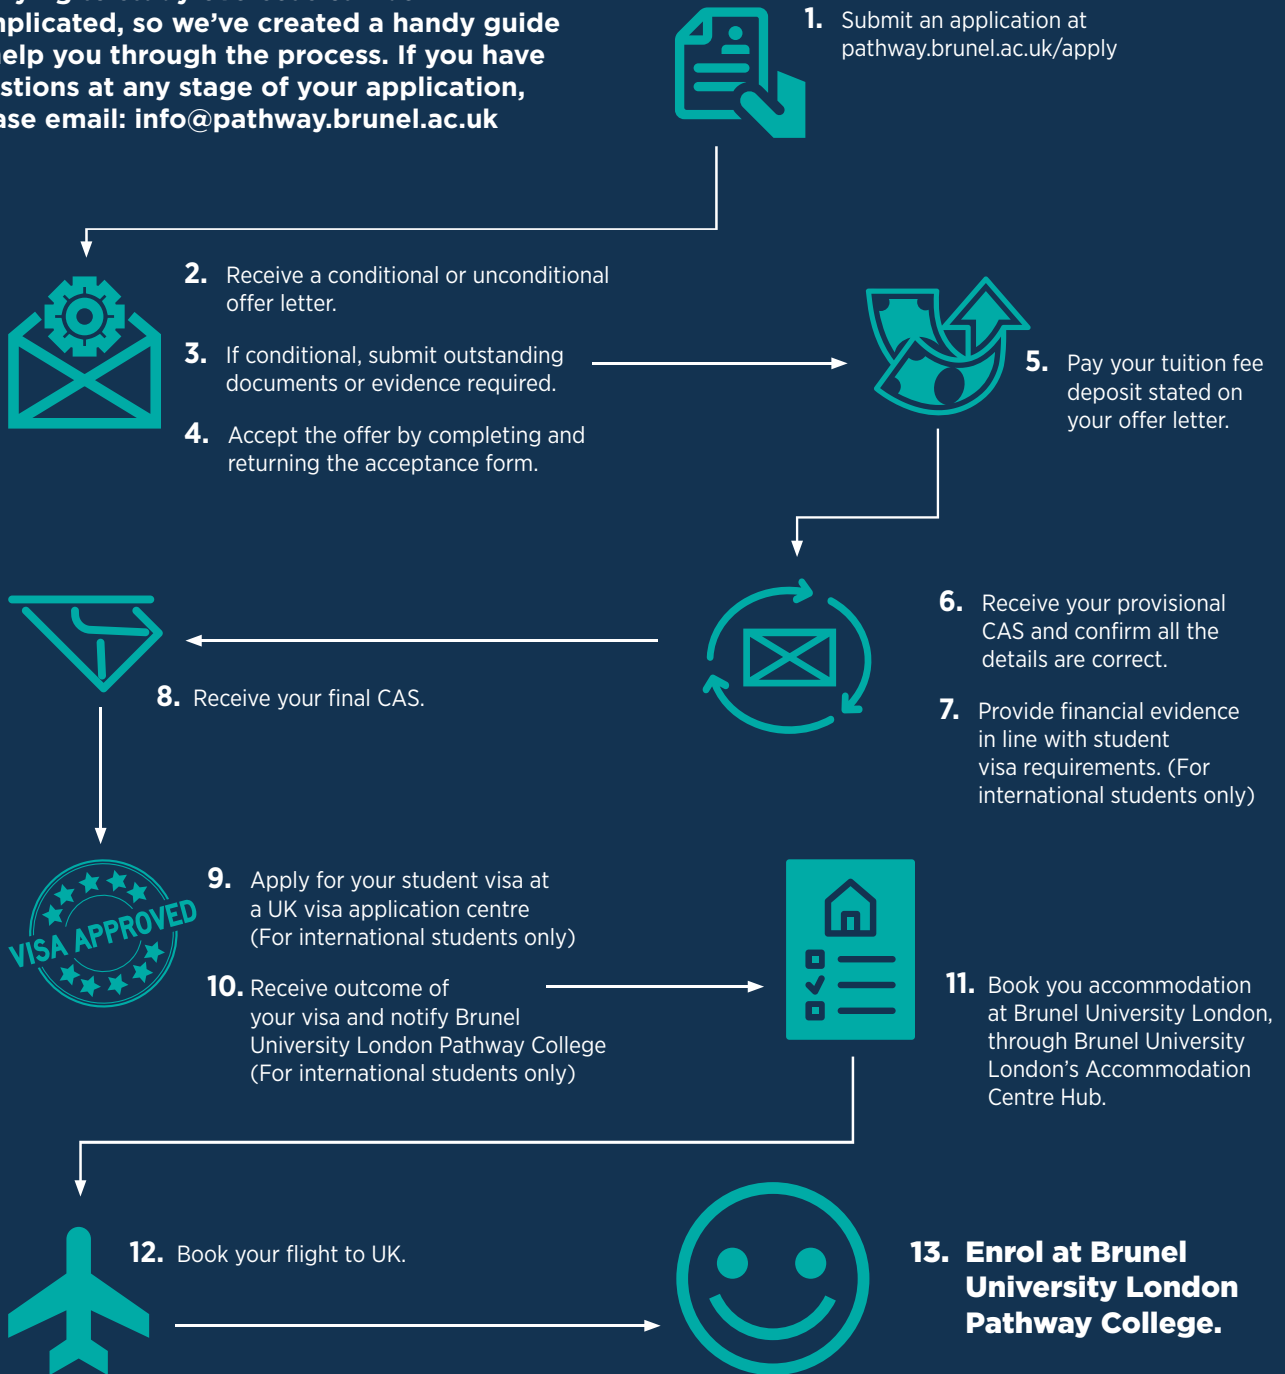 complicated, so we’ve created a handy guide
help you through the process. If you have
questions at any stage of your application,
please email: info@pathway.brunel.ac.uk
1. Submit an application at
pathway.brunel.ac.uk/apply
2. Receive a conditional or unconditional
offer letter.
3. If conditional, submit outstanding
documents or evidence required.
4. Accept the offer by completing and
returning the acceptance form.
5. Pay your tuition fee
deposit stated on
your offer letter.
6. Receive your provisional
CAS and confirm all the
details are correct.
7. Provide financial evidence
in line with student
visa requirements. (For
international students only)
8. Receive your final CAS.
VISA APPROVED
9. Apply for your student visa at
a UK visa application centre
(For international students only)
10. Receive outcome of
your visa and notify Brunel
University London Pathway College
(For international students only)
11. Book you accommodation
at Brunel University London,
through Brunel University
London’s Accommodation
Centre Hub.
12. Book your flight to UK.
13. Enrol at Brunel
University London
Pathway College.